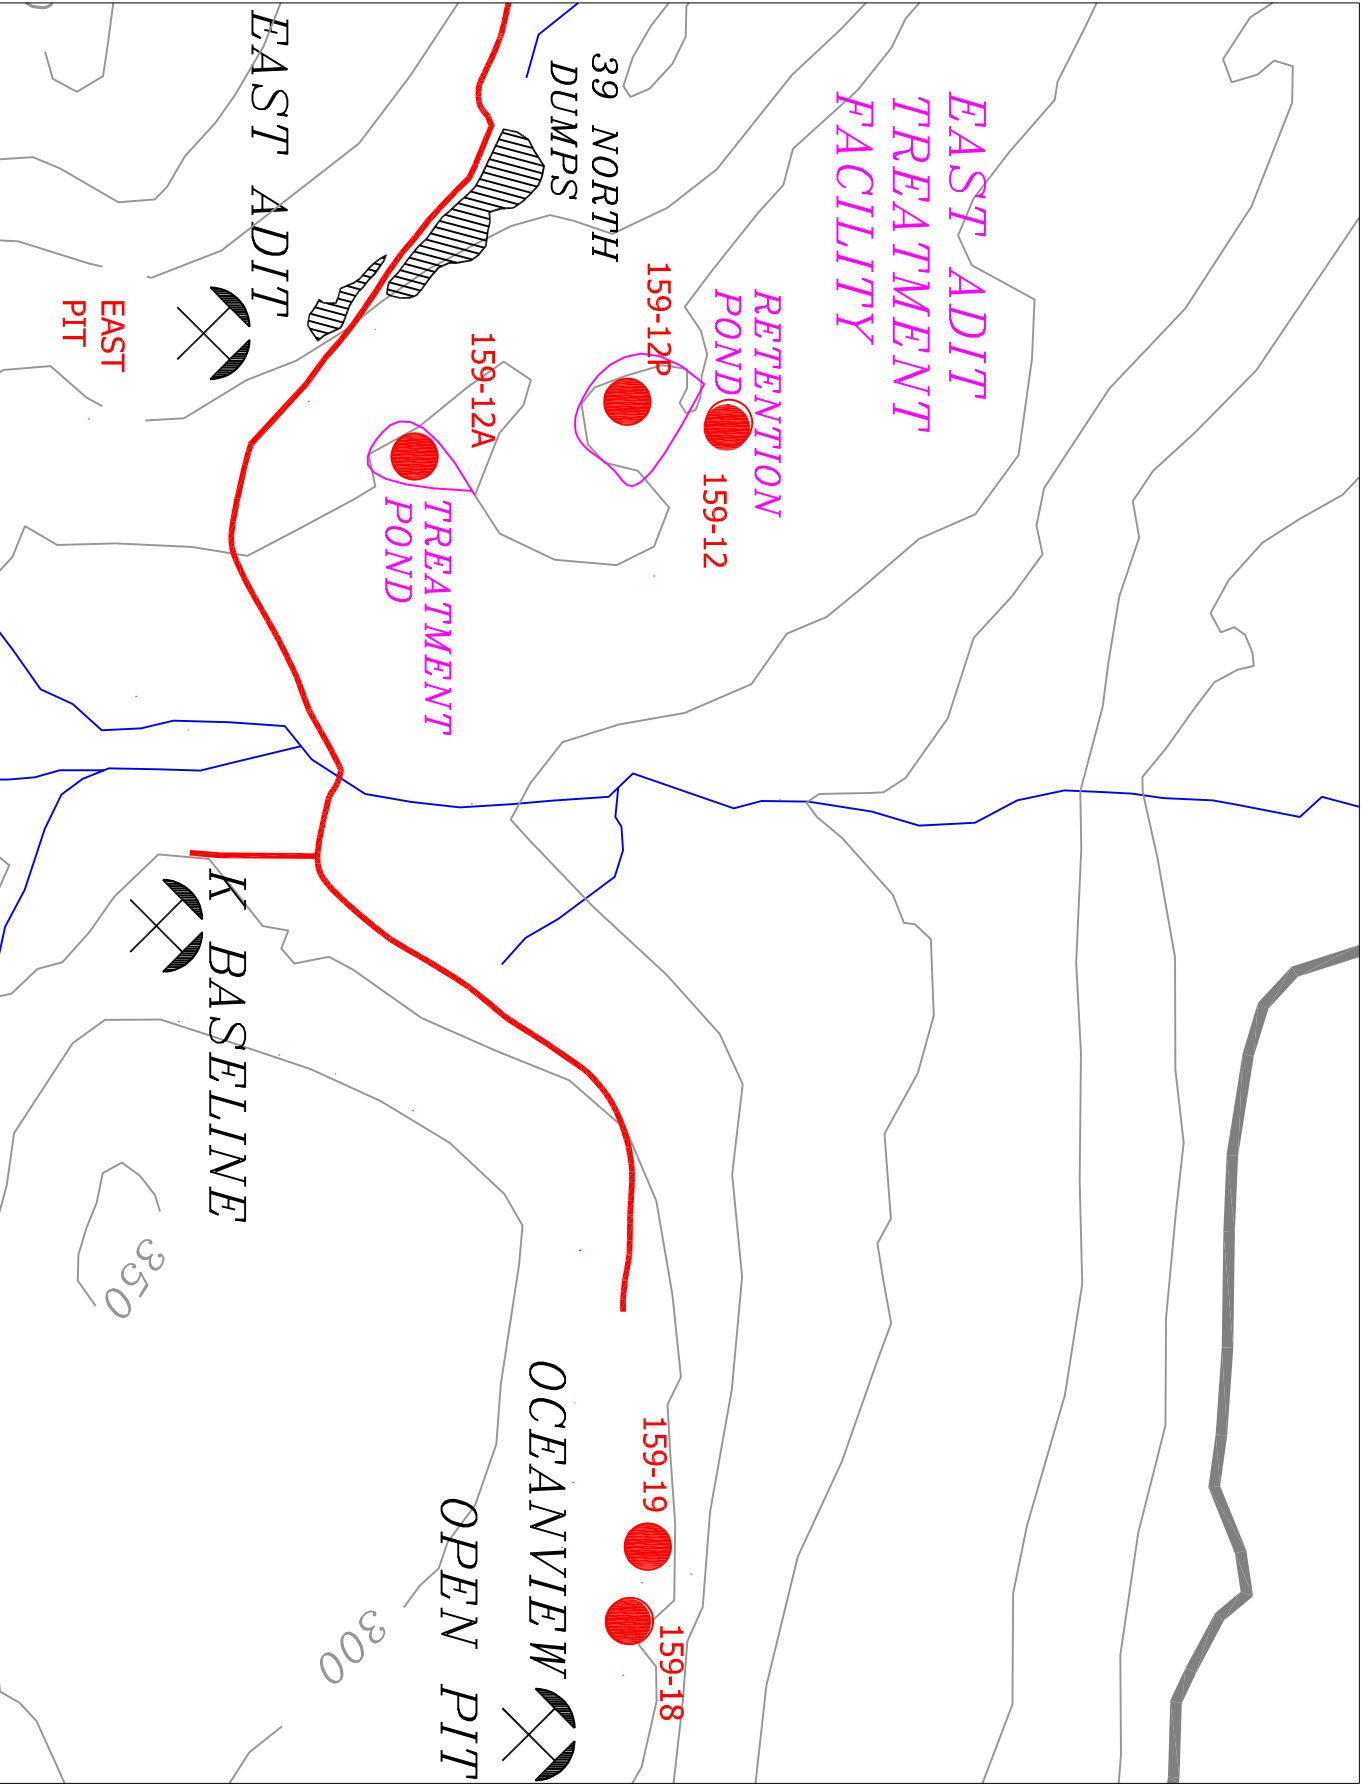 EAST ADIT
TREATMENT
FACILITY
39 NORTH
DUMPS
EAST ADIT
EAST
PIT
RETENTION
POND
159-12P
159-12
159-12A
TREATMENT
POND
K BASELINE
350
OCEANVIEW
OPEN PIT
159-19
159-18
300